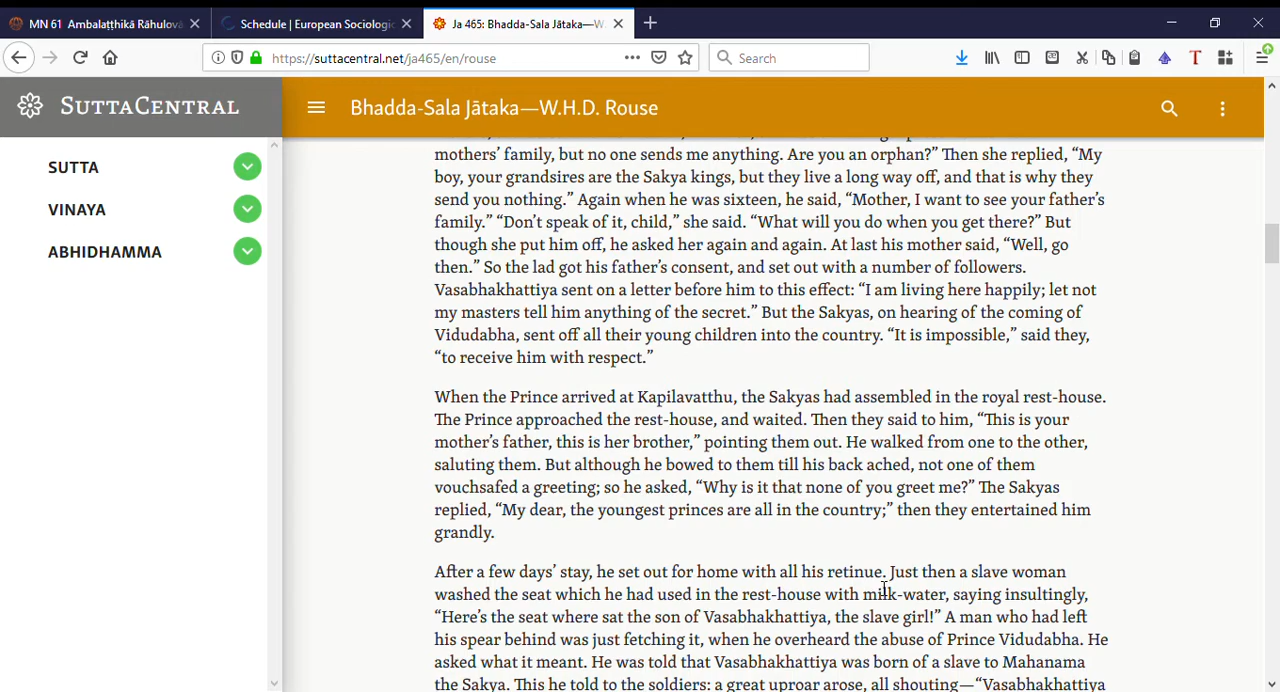 MN 61 Ambalaṭṭhikā Rāhulov
Schedule | European Sociologi
Ja 465: Bhadda-Sala Jātaka—W.
https://suttacentral.net/ja465/en/rouse
Search
SUTTACENTRAL
Bhadda-Sala Jātaka—W.H.D. Rouse
SUTTA
VINAYA
ABHIDHAMMA
mothers’ family, but no one sends me anything. Are you an orphan?” Then she replied, “My
boy, your grandsires are the Sakya kings, but they live a long way off, and that is why they
send you nothing.” Again when he was sixteen, he said, “Mother, I want to see your father’s
family.” “Don’t speak of it, child,” she said. “What will you do when you get there?” But
though she put him off, he asked her again and again. At last his mother said, “Well, go
then.” So the lad got his father’s consent, and set out with a number of followers.
Vasabhakhattiya sent on a letter before him to this effect: “I am living here happily; let not
my masters tell him anything of the secret.” But the Sakyas, on hearing of the coming of
Vidudabha, sent off all their young children into the country. “It is impossible,” said they,
“to receive him with respect.”
When the Prince arrived at Kapilavatthu, the Sakyas had assembled in the royal rest-house.
The Prince approached the rest-house, and waited. Then they said to him, “This is your
mother’s father, this is her brother,” pointing them out. He walked from one to the other,
saluting them. But although he bowed to them till his back ached, not one of them
vouchsafed a greeting; so he asked, “Why is it that none of you greet me?” The Sakyas
replied, “My dear, the youngest princes are all in the country;” then they entertained him
grandly.
After a few days’ stay, he set out for home with all his retinue. Just then a slave woman
washed the seat which he had used in the rest-house with milk-water, saying insultingly,
“Here’s the seat where sat the son of Vasabhakhattiya, the slave girl!” A man who had left
his spear behind was just fetching it, when he overheard the abuse of Prince Vidudabha. He
asked what it meant. He was told that Vasabhakhattiya was born of a slave to Mahanama
the Sakya. This he told to the soldiers: a great uproar arose, all shouting—“Vasabhakhattiya